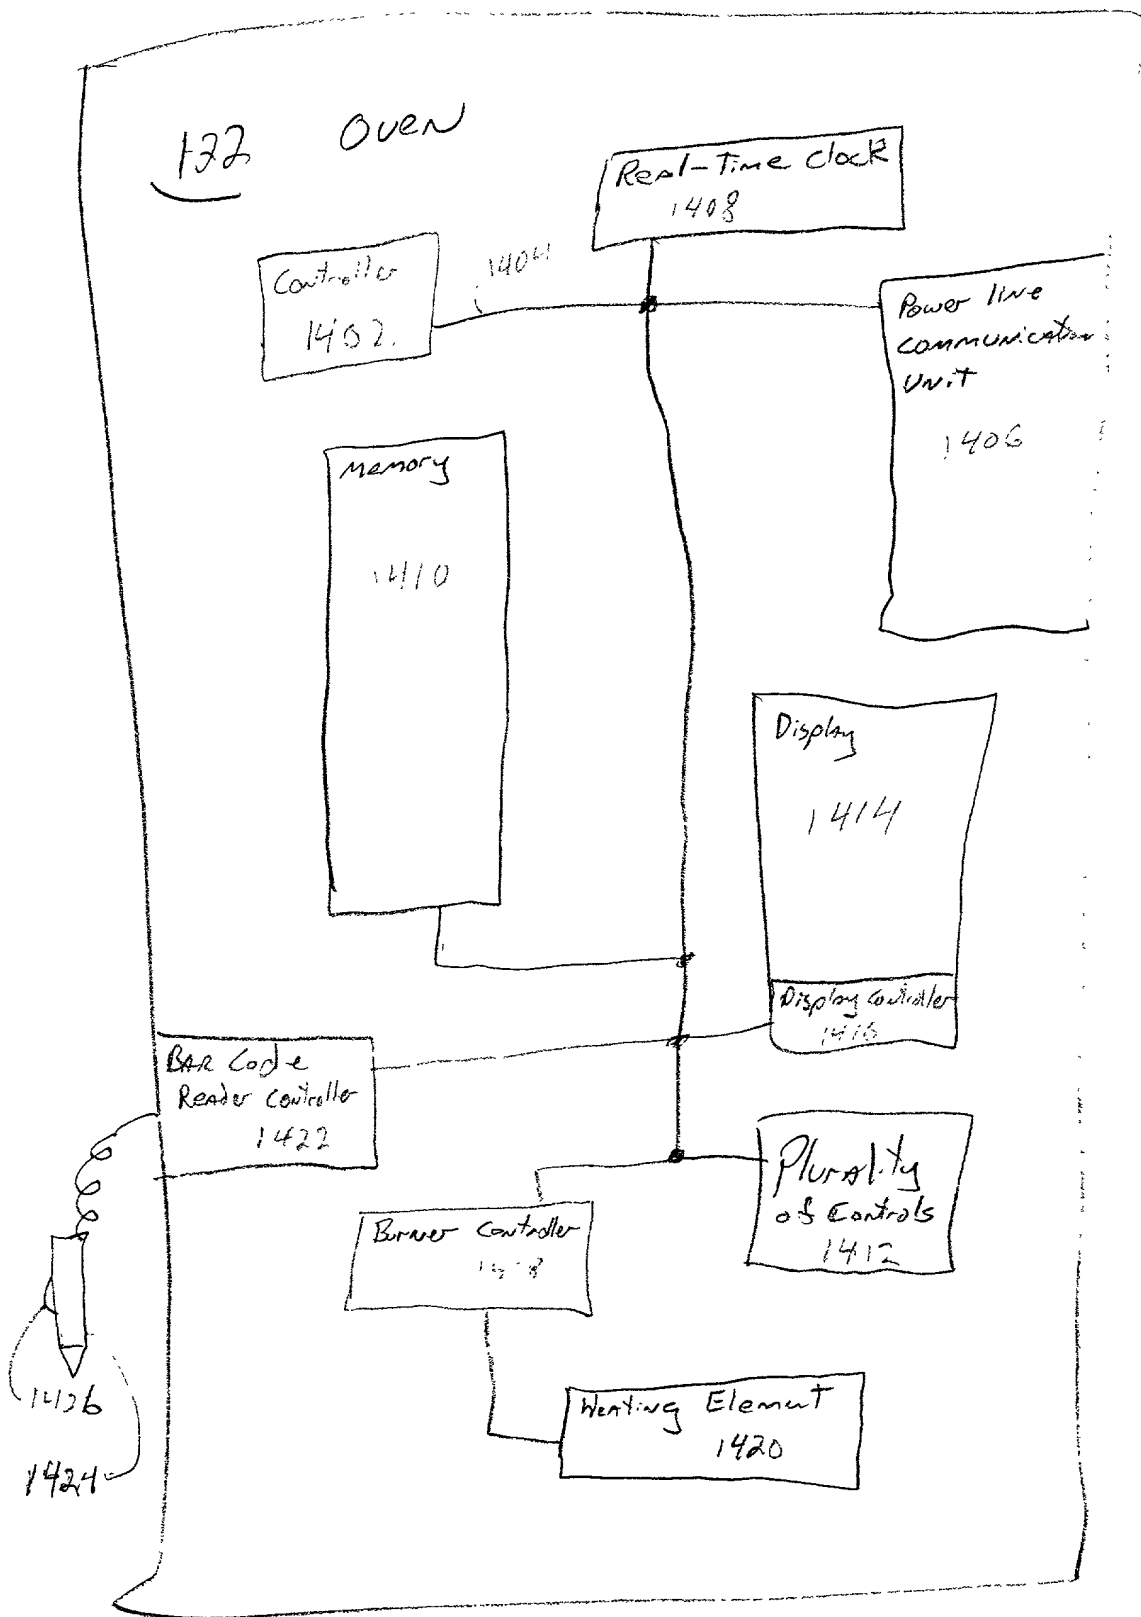 132 Oven
Real-Time Clock
1408
Controller
1402.
1404
Power line
communication
unit
1406
Memory
1410
Display
1414
Display controller
1416
BAR Code
Reader controller
1422
Plurality
of Controls
1412
Burner Controller
Heating Element
1420
1426
1424